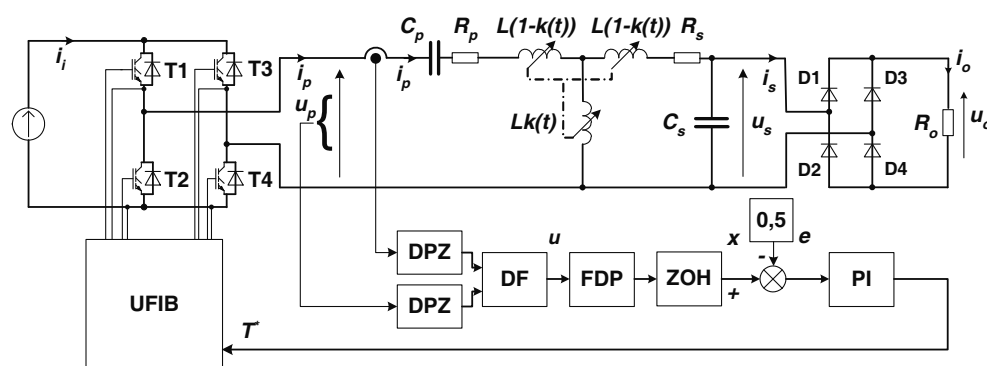 C_p R_p L(1-k(t)) L(1-k(t)) R_s
i_i T1 T3 i_p i_p i_s D1 D3 i_o
u_p { Lk(t) C_s u_s R_o u_o
T2 T4 D2 D4
0,5
DPZ u x - e
DF FDP ZOH + PI
DPZ
UFIB
T*